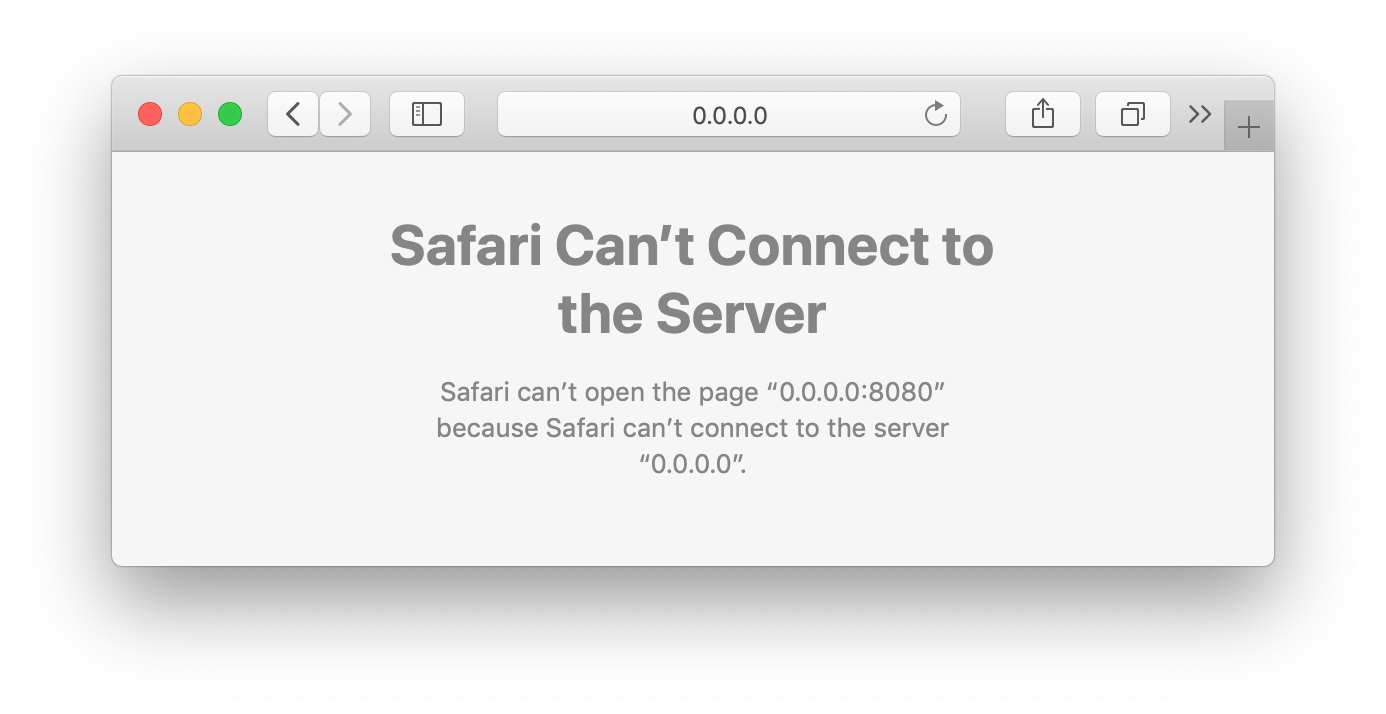 0.0.0.0
Safari Can’t Connect to
the Server
Safari can’t open the page “0.0.0.0:8080”
because Safari can’t connect to the server
“0.0.0.0”.